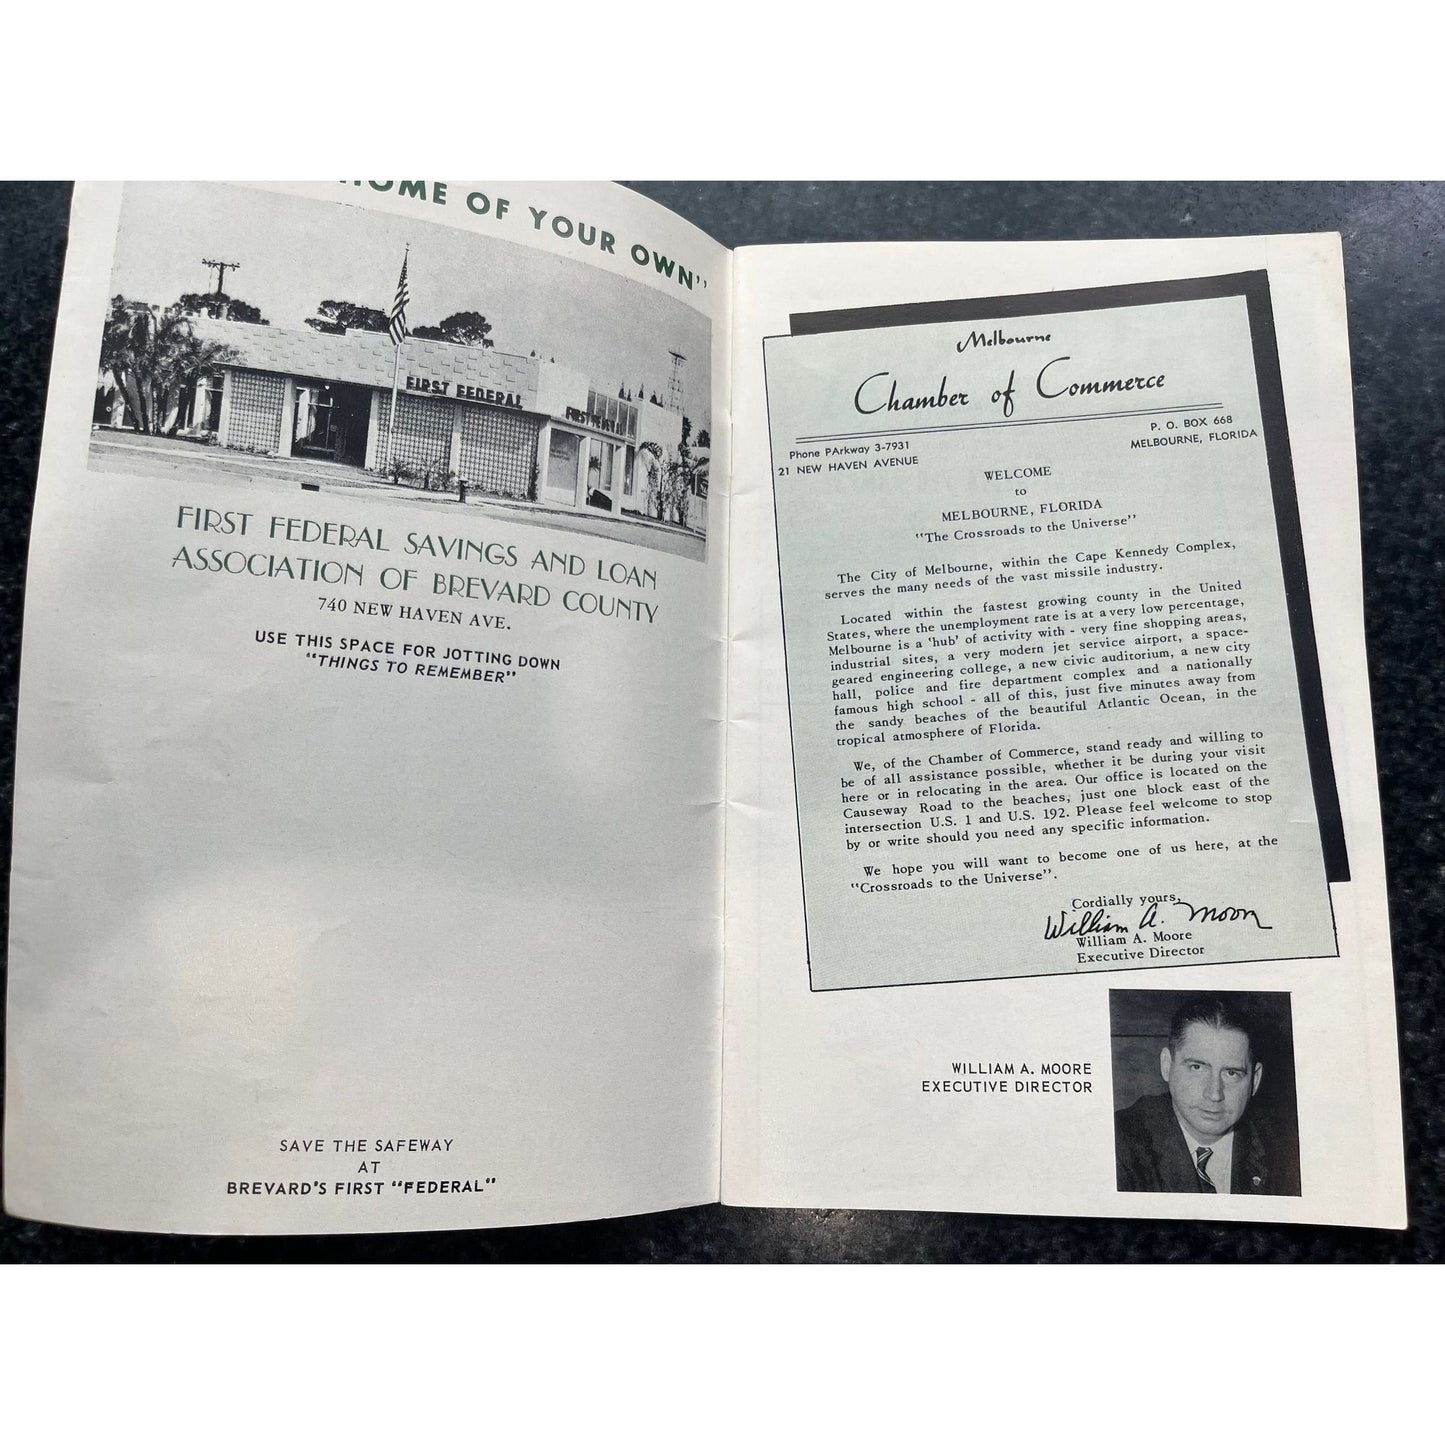 HOME OF YOUR OWN"
FIRST FEDERAL
FIRST FEDERAL
FIRST FEDERAL SAVINGS AND LOAN
ASSOCIATION OF BREVARD COUNTY
740 NEW HAVEN AVE.
USE THIS SPACE FOR JOTTING DOWN
"THINGS TO REMEMBER"
SAVE THE SAFEWAY
AT
BREVARD'S FIRST "FEDERAL"
Melbourne
Chamber of Commerce
Phone PArkway 3-7931
21 NEW HAVEN AVENUE
P. O. BOX 668
MELBOURNE, FLORIDA
WELCOME
to
MELBOURNE, FLORIDA
"The Crossroads to the Universe"
The City of Melbourne, within the Cape Kennedy Complex,
serves the many needs of the vast missile industry.
Located within the fastest growing county in the United
States, where the unemployment rate is at a very low percentage,
Melbourne is a 'hub' of activity with - very fine shopping areas,
industrial sites, a very modern jet service airport, a space-
geared engineering college, a new civic auditorium, a new city
hall, police and fire department complex and a nationally
famous high school - all of this, just five minutes away from
the sandy beaches of the beautiful Atlantic Ocean, in the
tropical atmosphere of Florida.
We, of the Chamber of Commerce, stand ready and willing to
be of all assistance possible, whether it be during your visit
here or in relocating in the area. Our office is located on the
Causeway Road to the beaches, just one block east of the
intersection U.S. 1 and U.S. 192. Please feel welcome to stop
by or write should you need any specific information.
We hope you will want to become one of us here, at the
"Crossroads to the Universe".
Cordially yours,
William A. Moore
William A. Moore
Executive Director
WILLIAM A. MOORE
EXECUTIVE DIRECTOR